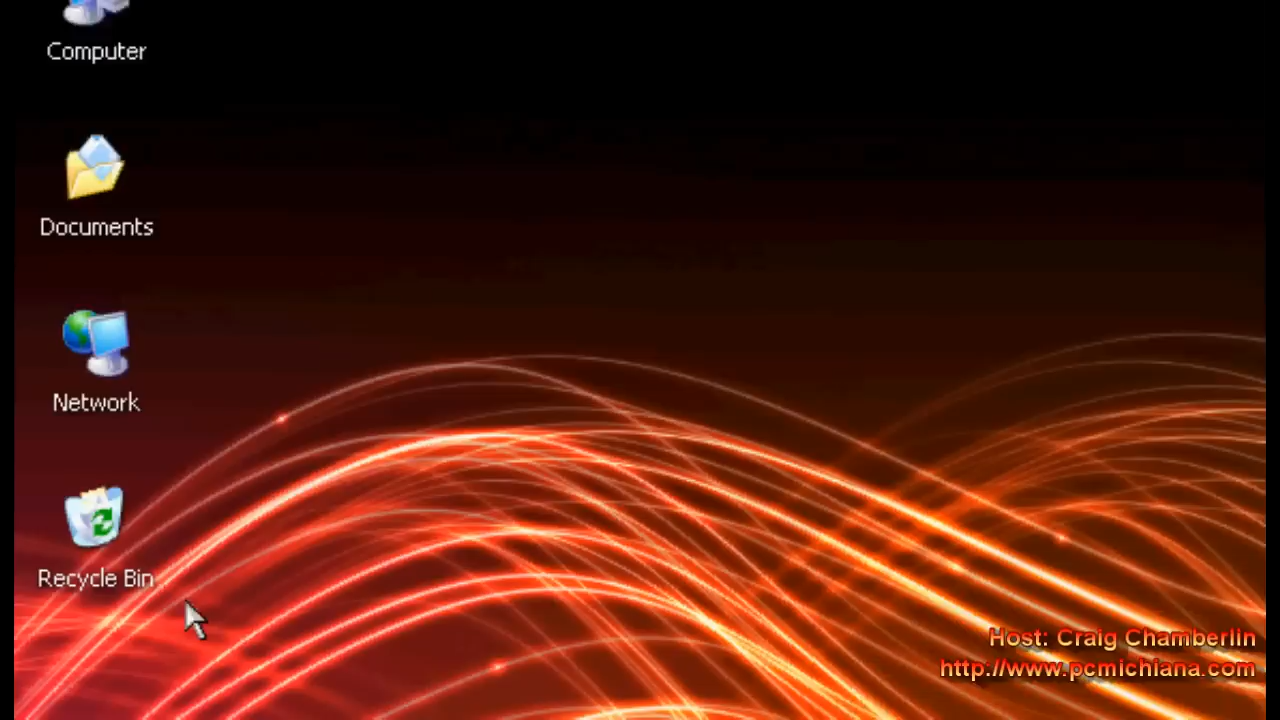 Computer
Documents
Network
Recycle Bin
Host: Craig Chamberlin
http://www.pcmichiana.com